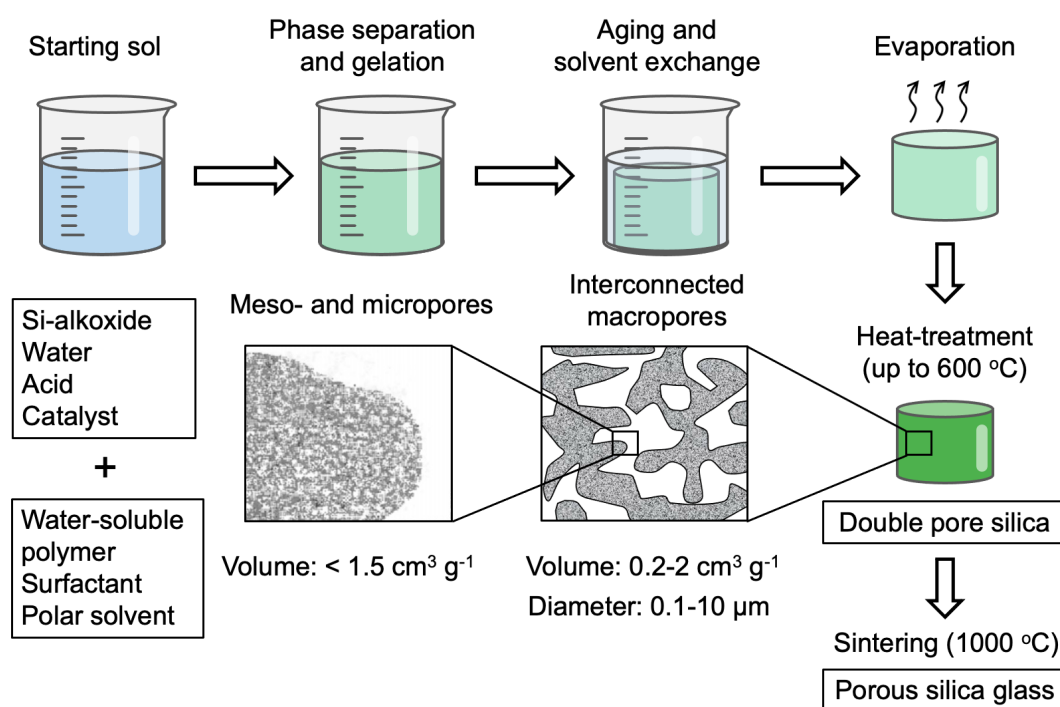 Starting sol
Phase separation
and gelation
Aging and
solvent exchange
Evaporation
Si-alkoxide
Water
Acid
Catalyst
+
Water-soluble
polymer
Surfactant
Polar solvent
Meso- and micropores
Volume: < 1.5 cm³ g⁻¹
Interconnected
macropores
Volume: 0.2-2 cm³ g⁻¹
Diameter: 0.1-10 μm
Heat-treatment
(up to 600 ᵒC)
Double pore silica
Sintering (1000 ᵒC)
Porous silica glass